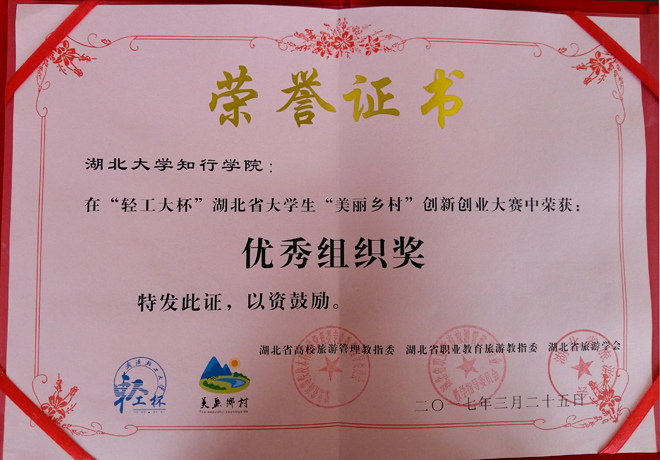 荣誉证书
湖北大学知行学院：
在“轻工大杯”湖北省大学生“美丽乡村”创新创业大赛中荣获：
优秀组织奖
特发此证，以资鼓励。
湖北省高校旅游管理教指委 湖北省职业教育旅游教指委 湖北省旅游学会
轻工杯
美丽乡村
The beautiful countryside
二〇一七年三月二十五日